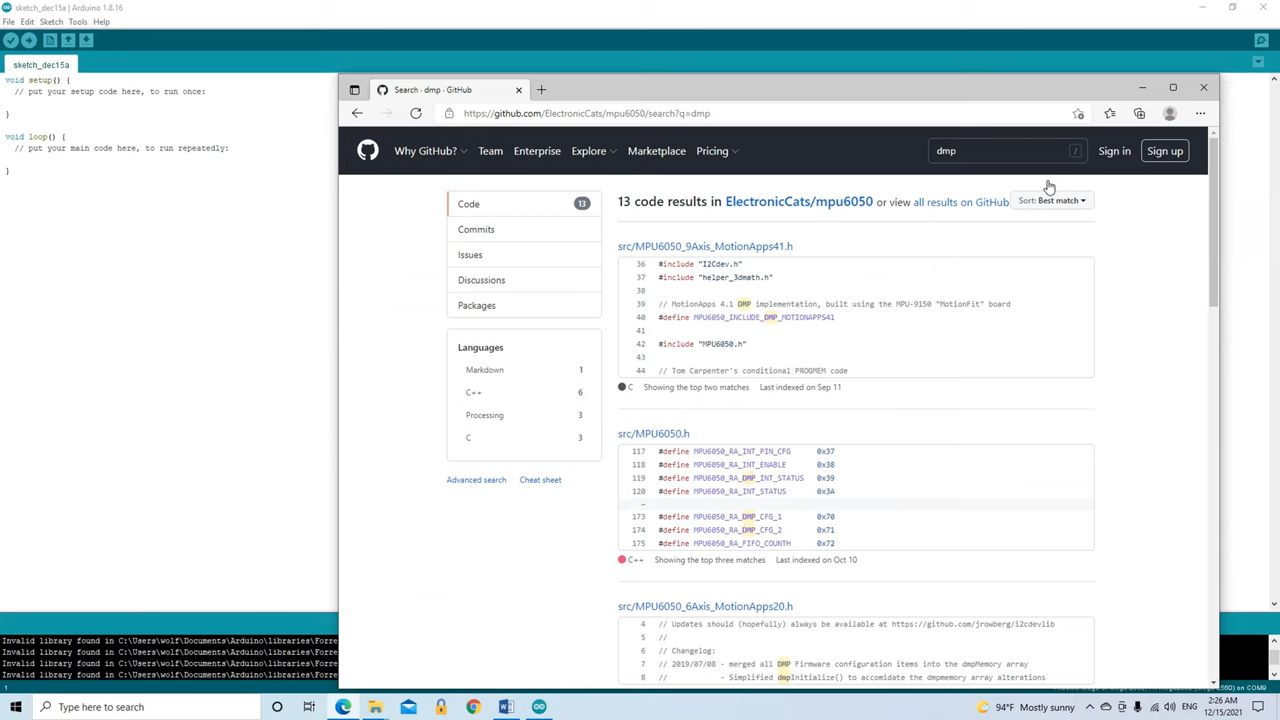 sketch_dec15a | Arduino 1.8.16
File Edit Sketch Tools Help
sketch_dec15a
void setup() {
// put your setup code here, to run once:
}
void loop() {
// put your main code here, to run repeatedly:
}
Search · dmp · GitHub
https://github.com/ElectronicCats/mpu6050/search?q=dmp
Why GitHub? Team Enterprise Explore Marketplace Pricing dmp / Sign in Sign up
Code 13
Commits
Issues
Discussions
Packages
Languages
Markdown 1
C++ 6
Processing 3
C 3
Advanced search Cheat sheet
13 code results in ElectronicCats/mpu6050 or view all results on GitHub Sort: Best match
src/MPU6050_9Axis_MotionApps41.h
36 #include "I2Cdev.h"
37 #include "helper_3dmath.h"
38
39 // MotionApps 4.1 DMP implementation, built using the MPU-9150 "MotionFit" board
40 #define MPU6050_INCLUDE_DMP_MOTIONAPPS41
41
42 #include "MPU6050.h"
43
44 // Tom Carpenter's conditional PROGMEM code
C Showing the top two matches Last indexed on Sep 11
src/MPU6050.h
117 #define MPU6050_RA_INT_PIN_CFG 0x37
118 #define MPU6050_RA_INT_ENABLE 0x38
119 #define MPU6050_RA_DMP_INT_STATUS 0x39
120 #define MPU6050_RA_INT_STATUS 0x3A
…
173 #define MPU6050_RA_DMP_CFG_1 0x70
174 #define MPU6050_RA_DMP_CFG_2 0x71
175 #define MPU6050_RA_FIFO_COUNTH 0x72
C++ Showing the top three matches Last indexed on Oct 10
src/MPU6050_6Axis_MotionApps20.h
4 // Updates should (hopefully) always be available at https://github.com/jrowberg/i2cdevlib
5 //
6 // Changelog:
7 // 2019/07/08 - merged all DMP Firmware configuration items into the dmpMemory array
8 // - Simplified dmpInitialize() to accomidate the dmpmemory array alterations
Invalid library found in C:\Users\wolf\Documents\Arduino\libraries\Forre
Invalid library found in C:\Users\wolf\Documents\Arduino\libraries\Forre
Invalid library found in C:\Users\wolf\Documents\Arduino\libraries\Forre
Invalid library found in C:\Users\wolf\Documents\Arduino\libraries\Forre
1 on COM9
Type here to search
94°F Mostly sunny
2:26 AM
12/15/2021